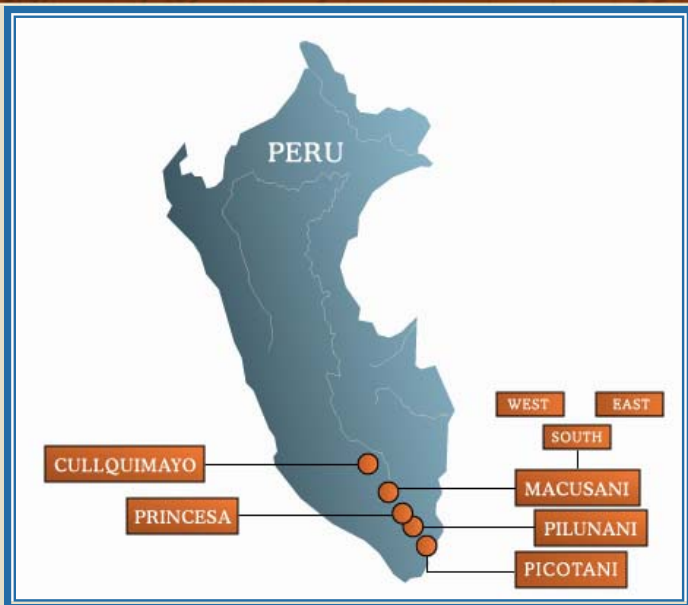 PERU
WEST
EAST
SOUTH
CULLQUIMAYO
MACUSANI
PRINCESA
PILUNANI
PICOTANI